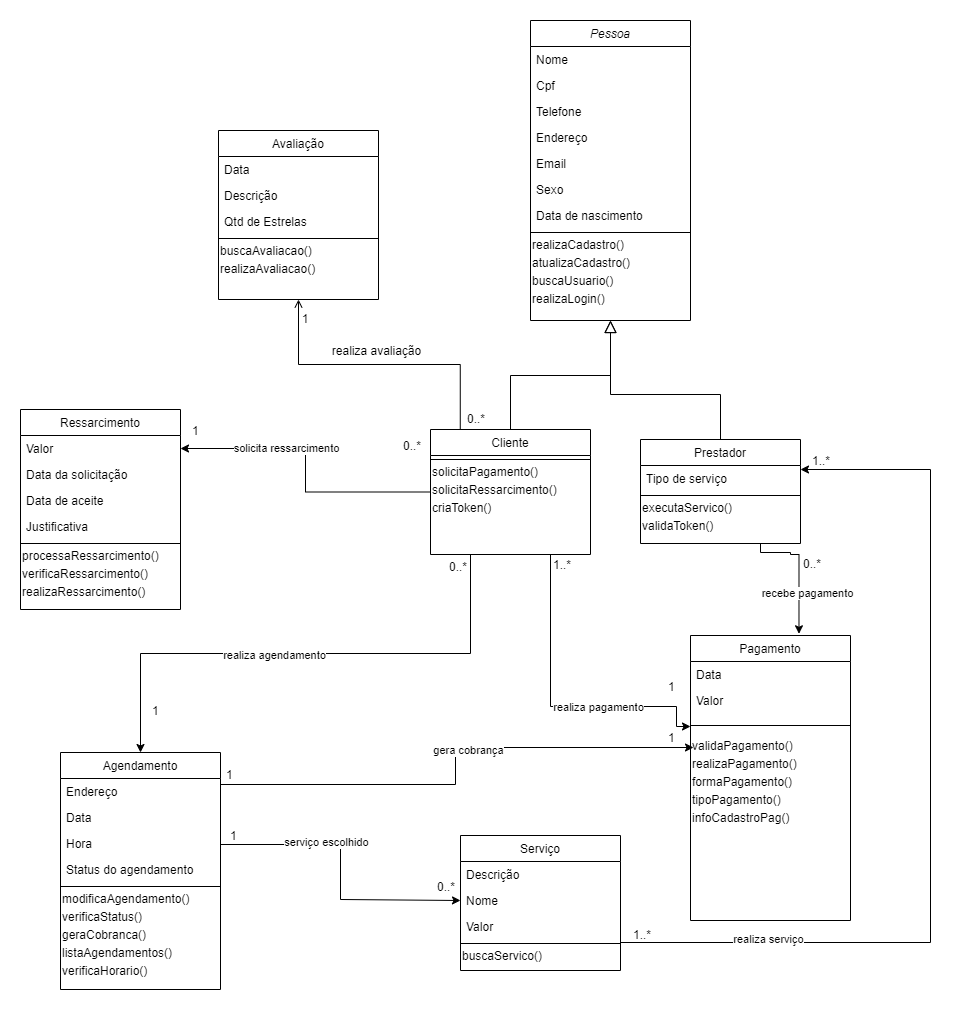 Pessoa
Nome
Cpf
Telefone
Endereço
Email
Sexo
Data de nascimento
realizaCadastro()
atualizaCadastro()
buscaUsuario()
realizaLogin()
Avaliação
Data
Descrição
Qtd de Estrelas
buscaAvaliacao()
realizaAvaliacao()
1
realiza avaliação
0..*
Ressarcimento
Valor
Data da solicitação
Data de aceite
Justificativa
processaRessarcimento()
verificaRessarcimento()
realizaRessarcimento()
1
solicita ressarcimento
0..*
Cliente
solicitaPagamento()
solicitaRessarcimento()
criaToken()
Prestador
Tipo de serviço
executaServico()
validaToken()
1..*
0..*
1..*
0..*
recebe pagamento
realiza agendamento
1
realiza pagamento
1
Pagamento
Data
Valor
validaPagamento()
realizaPagamento()
formaPagamento()
tipoPagamento()
infoCadastroPag()
gera cobrança
1
1
Agendamento
Endereço
Data
Hora
Status do agendamento
modificaAgendamento()
verificaStatus()
geraCobranca()
listaAgendamentos()
verificaHorario()
1
serviço escolhido
0..*
Serviço
Descrição
Nome
Valor
buscaServico()
1..*
realiza serviço